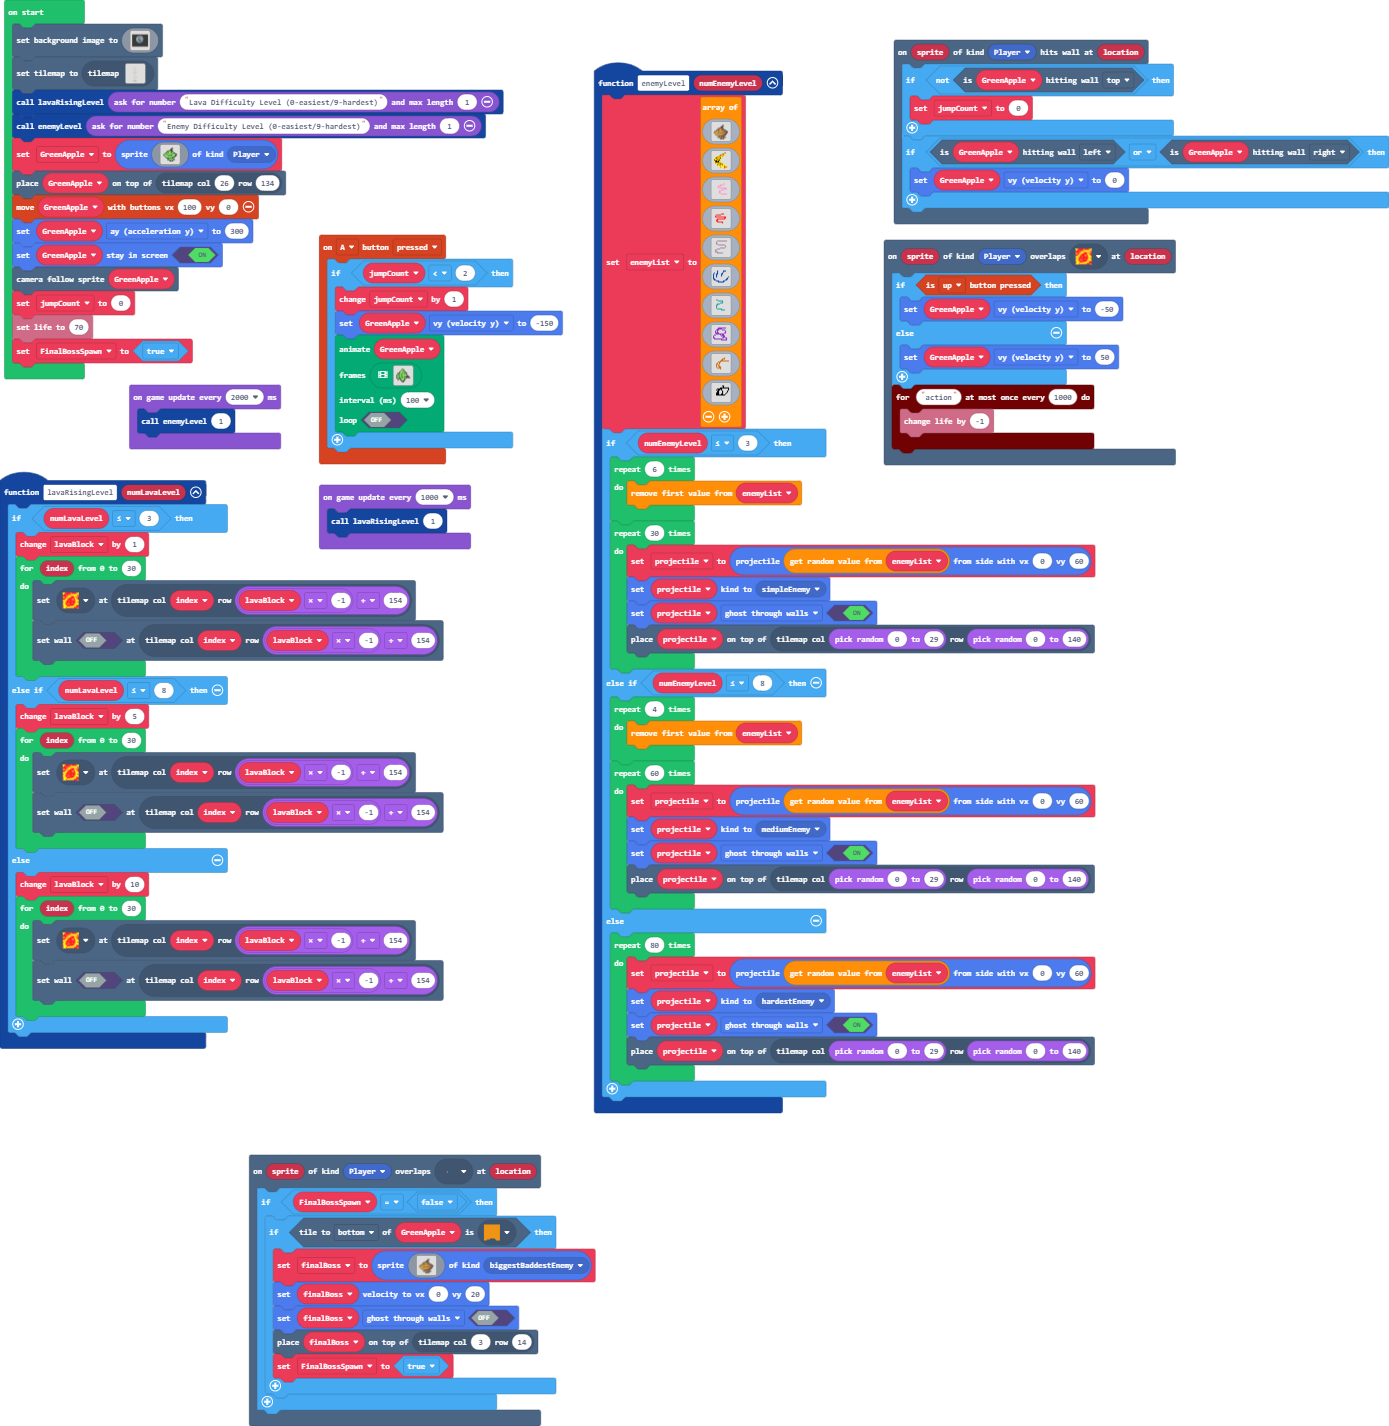 on start
set background image to
set tilemap to tilemap
call lavaRisingLevel ask for number "Lava Difficulty Level (0-easiest/9-hardest)" and max length 1
call enemyLevel ask for number "Enemy Difficulty Level (0-easiest/9-hardest)" and max length 1
set GreenApple to sprite of kind Player
place GreenApple on top of tilemap col 26 row 134
move GreenApple with buttons vx 100 vy 0
set GreenApple ay (acceleration y) to 300
set GreenApple stay in screen ON
camera follow sprite GreenApple
set jumpCount to 0
set life to 70
set FinalBossSpawn to true
on game update every 2000 ms
call enemyLevel 1
on A button pressed
if jumpCount < 2 then
change jumpCount by 1
set GreenApple vy (velocity y) to -150
animate GreenApple
frames
interval (ms) 100
loop OFF
on game update every 1000 ms
call lavaRisingLevel 1
function lavaRisingLevel numLavaLevel
if numLavaLevel ≤ 3 then
change lavaBlock by 1
for index from 0 to 30
do
set at tilemap col index row lavaBlock × -1 + 154
set wall OFF at tilemap col index row lavaBlock × -1 + 154
else if numLavaLevel ≤ 8 then
change lavaBlock by 5
for index from 0 to 30
do
set at tilemap col index row lavaBlock × -1 + 154
set wall OFF at tilemap col index row lavaBlock × -1 + 154
else
change lavaBlock by 10
for index from 0 to 30
do
set at tilemap col index row lavaBlock × -1 + 154
set wall OFF at tilemap col index row lavaBlock × -1 + 154
function enemyLevel numEnemyLevel
array of
set enemyList to
if numEnemyLevel ≤ 3 then
repeat 6 times
do
remove first value from enemyList
repeat 30 times
do
set projectile to projectile get random value from enemyList from side with vx 0 vy 60
set projectile kind to simpleEnemy
set projectile ghost through walls ON
place projectile on top of tilemap col pick random 0 to 29 row pick random 0 to 140
else if numEnemyLevel ≤ 8 then
repeat 4 times
do
remove first value from enemyList
repeat 60 times
do
set projectile to projectile get random value from enemyList from side with vx 0 vy 60
set projectile kind to mediumEnemy
set projectile ghost through walls ON
place projectile on top of tilemap col pick random 0 to 29 row pick random 0 to 140
else
repeat 80 times
do
set projectile to projectile get random value from enemyList from side with vx 0 vy 60
set projectile kind to hardestEnemy
set projectile ghost through walls ON
place projectile on top of tilemap col pick random 0 to 29 row pick random 0 to 140
on sprite of kind Player hits wall at location
if not is GreenApple hitting wall top then
set jumpCount to 0
if is GreenApple hitting wall left or is GreenApple hitting wall right then
set GreenApple vy (velocity y) to 0
on sprite of kind Player overlaps at location
if is up button pressed then
set GreenApple vy (velocity y) to -50
else
set GreenApple vy (velocity y) to 50
for "action" at most once every 1000 do
change life by -1
on sprite of kind Player overlaps at location
if FinalBossSpawn = false then
if tile to bottom of GreenApple is then
set finalBoss to sprite of kind biggestBaddestEnemy
set finalBoss velocity to vx 0 vy 20
set finalBoss ghost through walls OFF
place finalBoss on top of tilemap col 3 row 14
set FinalBossSpawn to true